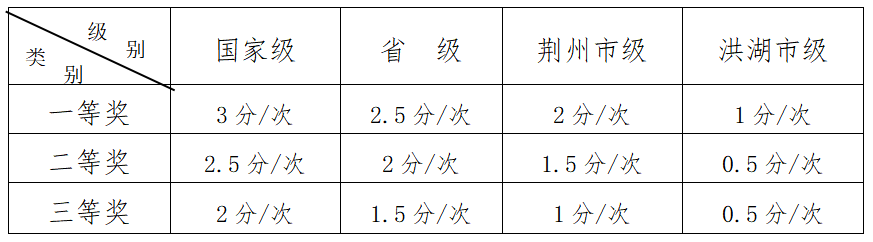 级别 类别 国家级 省 级 荆州市级 洪湖市级
一等奖 3分/次 2.5分/次 2分/次 1分/次
二等奖 2.5分/次 2分/次 1.5分/次 0.5分/次
三等奖 2分/次 1.5分/次 1分/次 0.5分/次